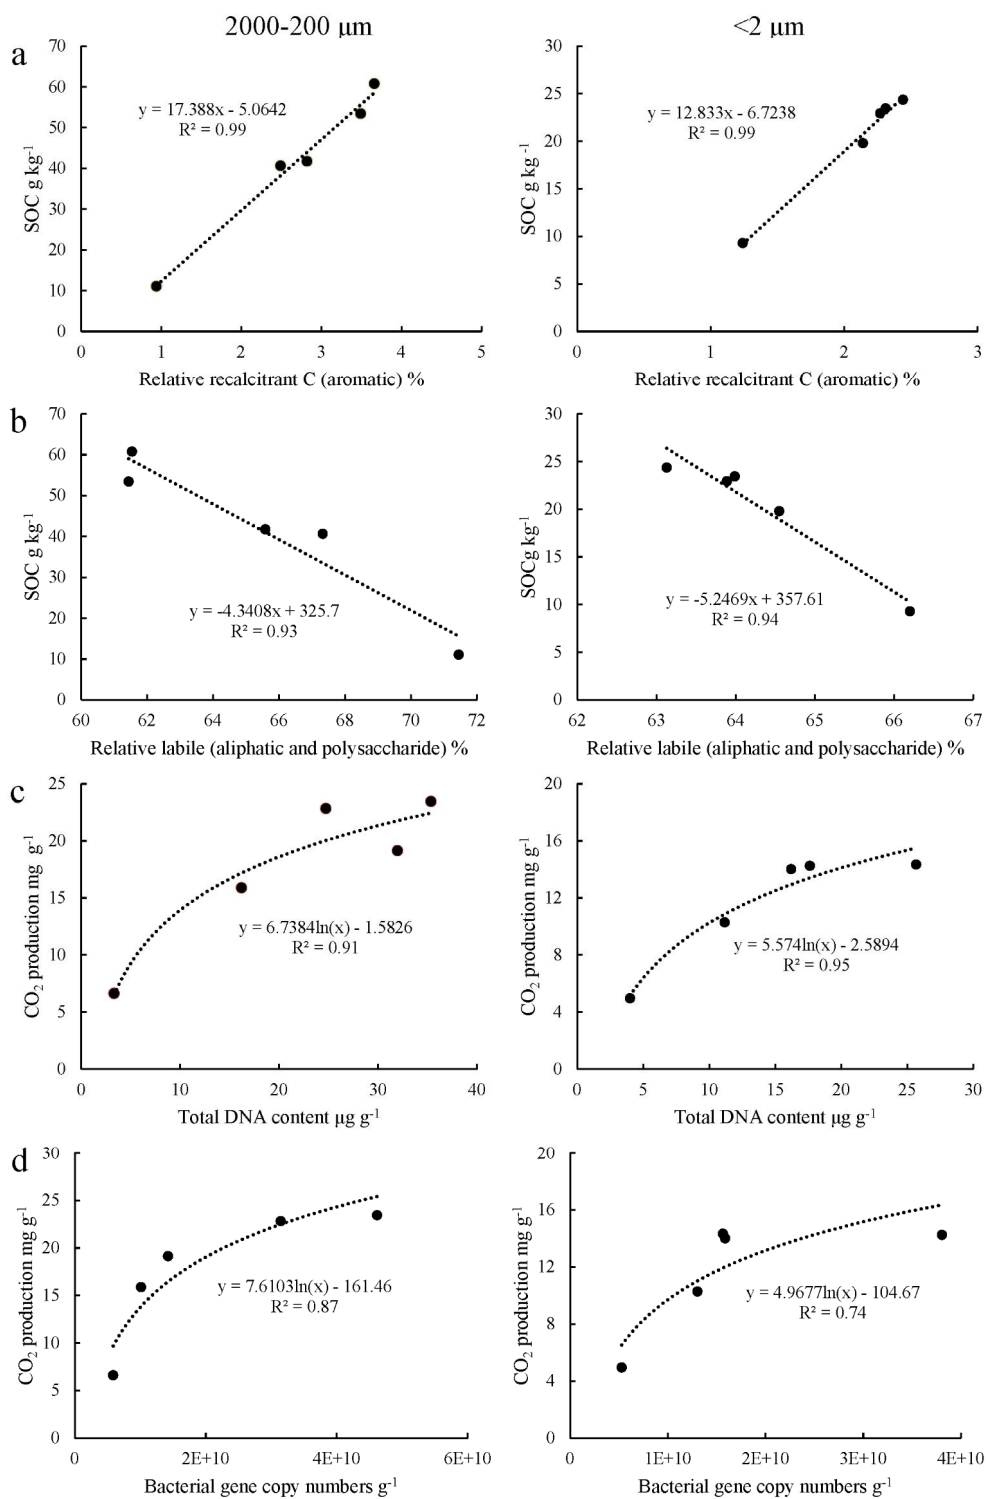 2000-200 μm
<2 μm
a
70
60
50
40
30
20
10
0
SOC g kg-1
y = 17.388x - 5.0642
R² = 0.99
0 1 2 3 4 5
Relative recalcitrant C (aromatic) %
30
25
20
15
10
5
0
SOC g kg-1
y = 12.833x - 6.7238
R² = 0.99
0 1 2 3
Relative recalcitrant C (aromatic) %
b
70
60
50
40
30
20
10
0
SOC g kg-1
y = -4.3408x + 325.7
R² = 0.93
60 62 64 66 68 70 72
Relative labile (aliphatic and polysaccharide) %
30
25
20
15
10
5
0
SOCg kg-1
y = -5.2469x + 357.61
R² = 0.94
62 63 64 65 66 67
Relative labile (aliphatic and polysaccharide) %
c
25
20
15
10
5
0
CO2 production mg g-1
y = 6.7384ln(x) - 1.5826
R² = 0.91
0 10 20 30 40
Total DNA content μg g-1
20
16
12
8
4
0
CO2 production mg g-1
y = 5.574ln(x) - 2.5894
R² = 0.95
0 5 10 15 20 25 30
Total DNA content μg g-1
d
30
25
20
15
10
5
0
CO2 production mg g-1
y = 7.6103ln(x) - 161.46
R² = 0.87
0 2E+10 4E+10 6E+10
Bacterial gene copy numbers g-1
20
16
12
8
4
0
CO2 production mg g-1
y = 4.9677ln(x) - 104.67
R² = 0.74
0 1E+10 2E+10 3E+10 4E+10
Bacterial gene copy numbers g-1